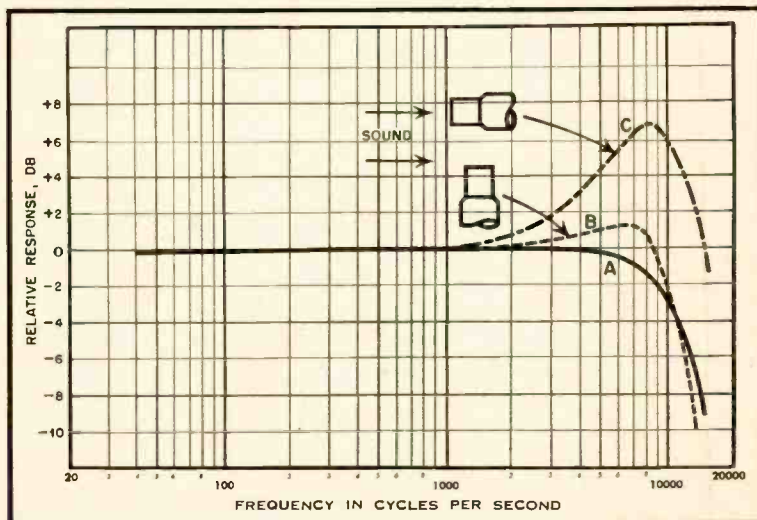 +8
+6
+4
+2
0
-2
-4
-6
-8
-10
RELATIVE RESPONSE, DB
SOUND
C
B
A
20
100
1000
10000
20000
FREQUENCY IN CYCLES PER SECOND